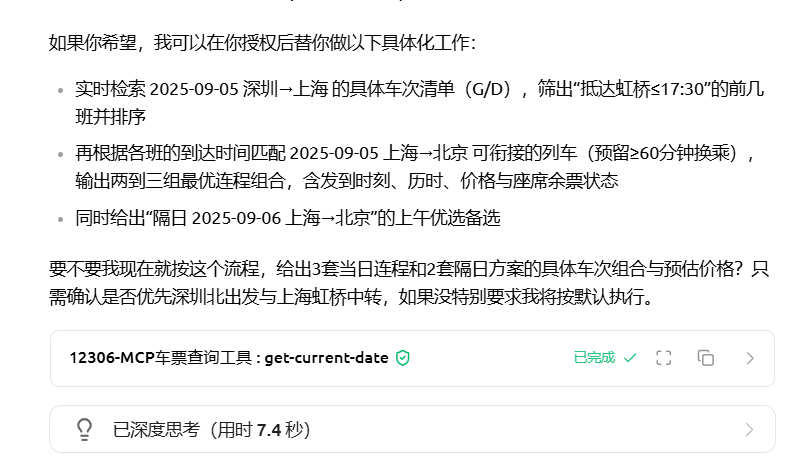 如果你希望，我可以在你授权后替你做以下具体化工作：
实时检索 2025-09-05 深圳→上海 的具体车次清单（G/D），筛出“抵达虹桥≤17:30”的前几
班并排序
再根据各班的到达时间匹配 2025-09-05 上海→北京 可衔接的列车（预留≥60分钟换乘），
输出两到三组最优连程组合，含发到时刻、历时、价格与座席余票状态
同时给出“隔日 2025-09-06 上海→北京”的上午优选备选
要不要我现在就按这个流程，给出3套当日连程和2套隔日方案的具体车次组合与预估价格？只
需确认是否优先深圳北出发与上海虹桥中转，如果没特别要求我将按默认执行。
12306-MCP车票查询工具 : get-current-date 已完成
已深度思考（用时 7.4 秒）